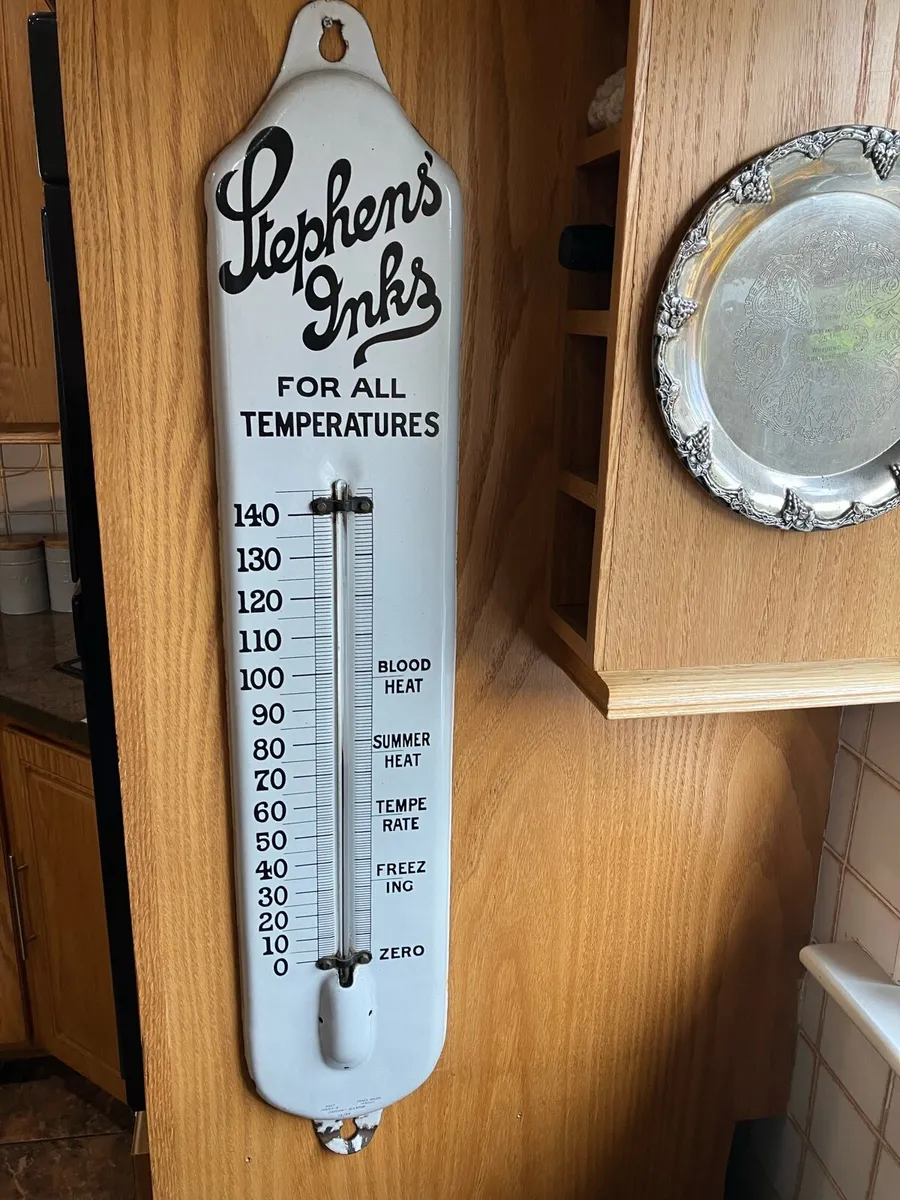 Stephens'
Inks
FOR ALL
TEMPERATURES
140
130
120
110
100
90
80
70
60
50
40
30
20
10
0
BLOOD
HEAT
SUMMER
HEAT
TEMPE
RATE
FREEZ
ING
ZERO